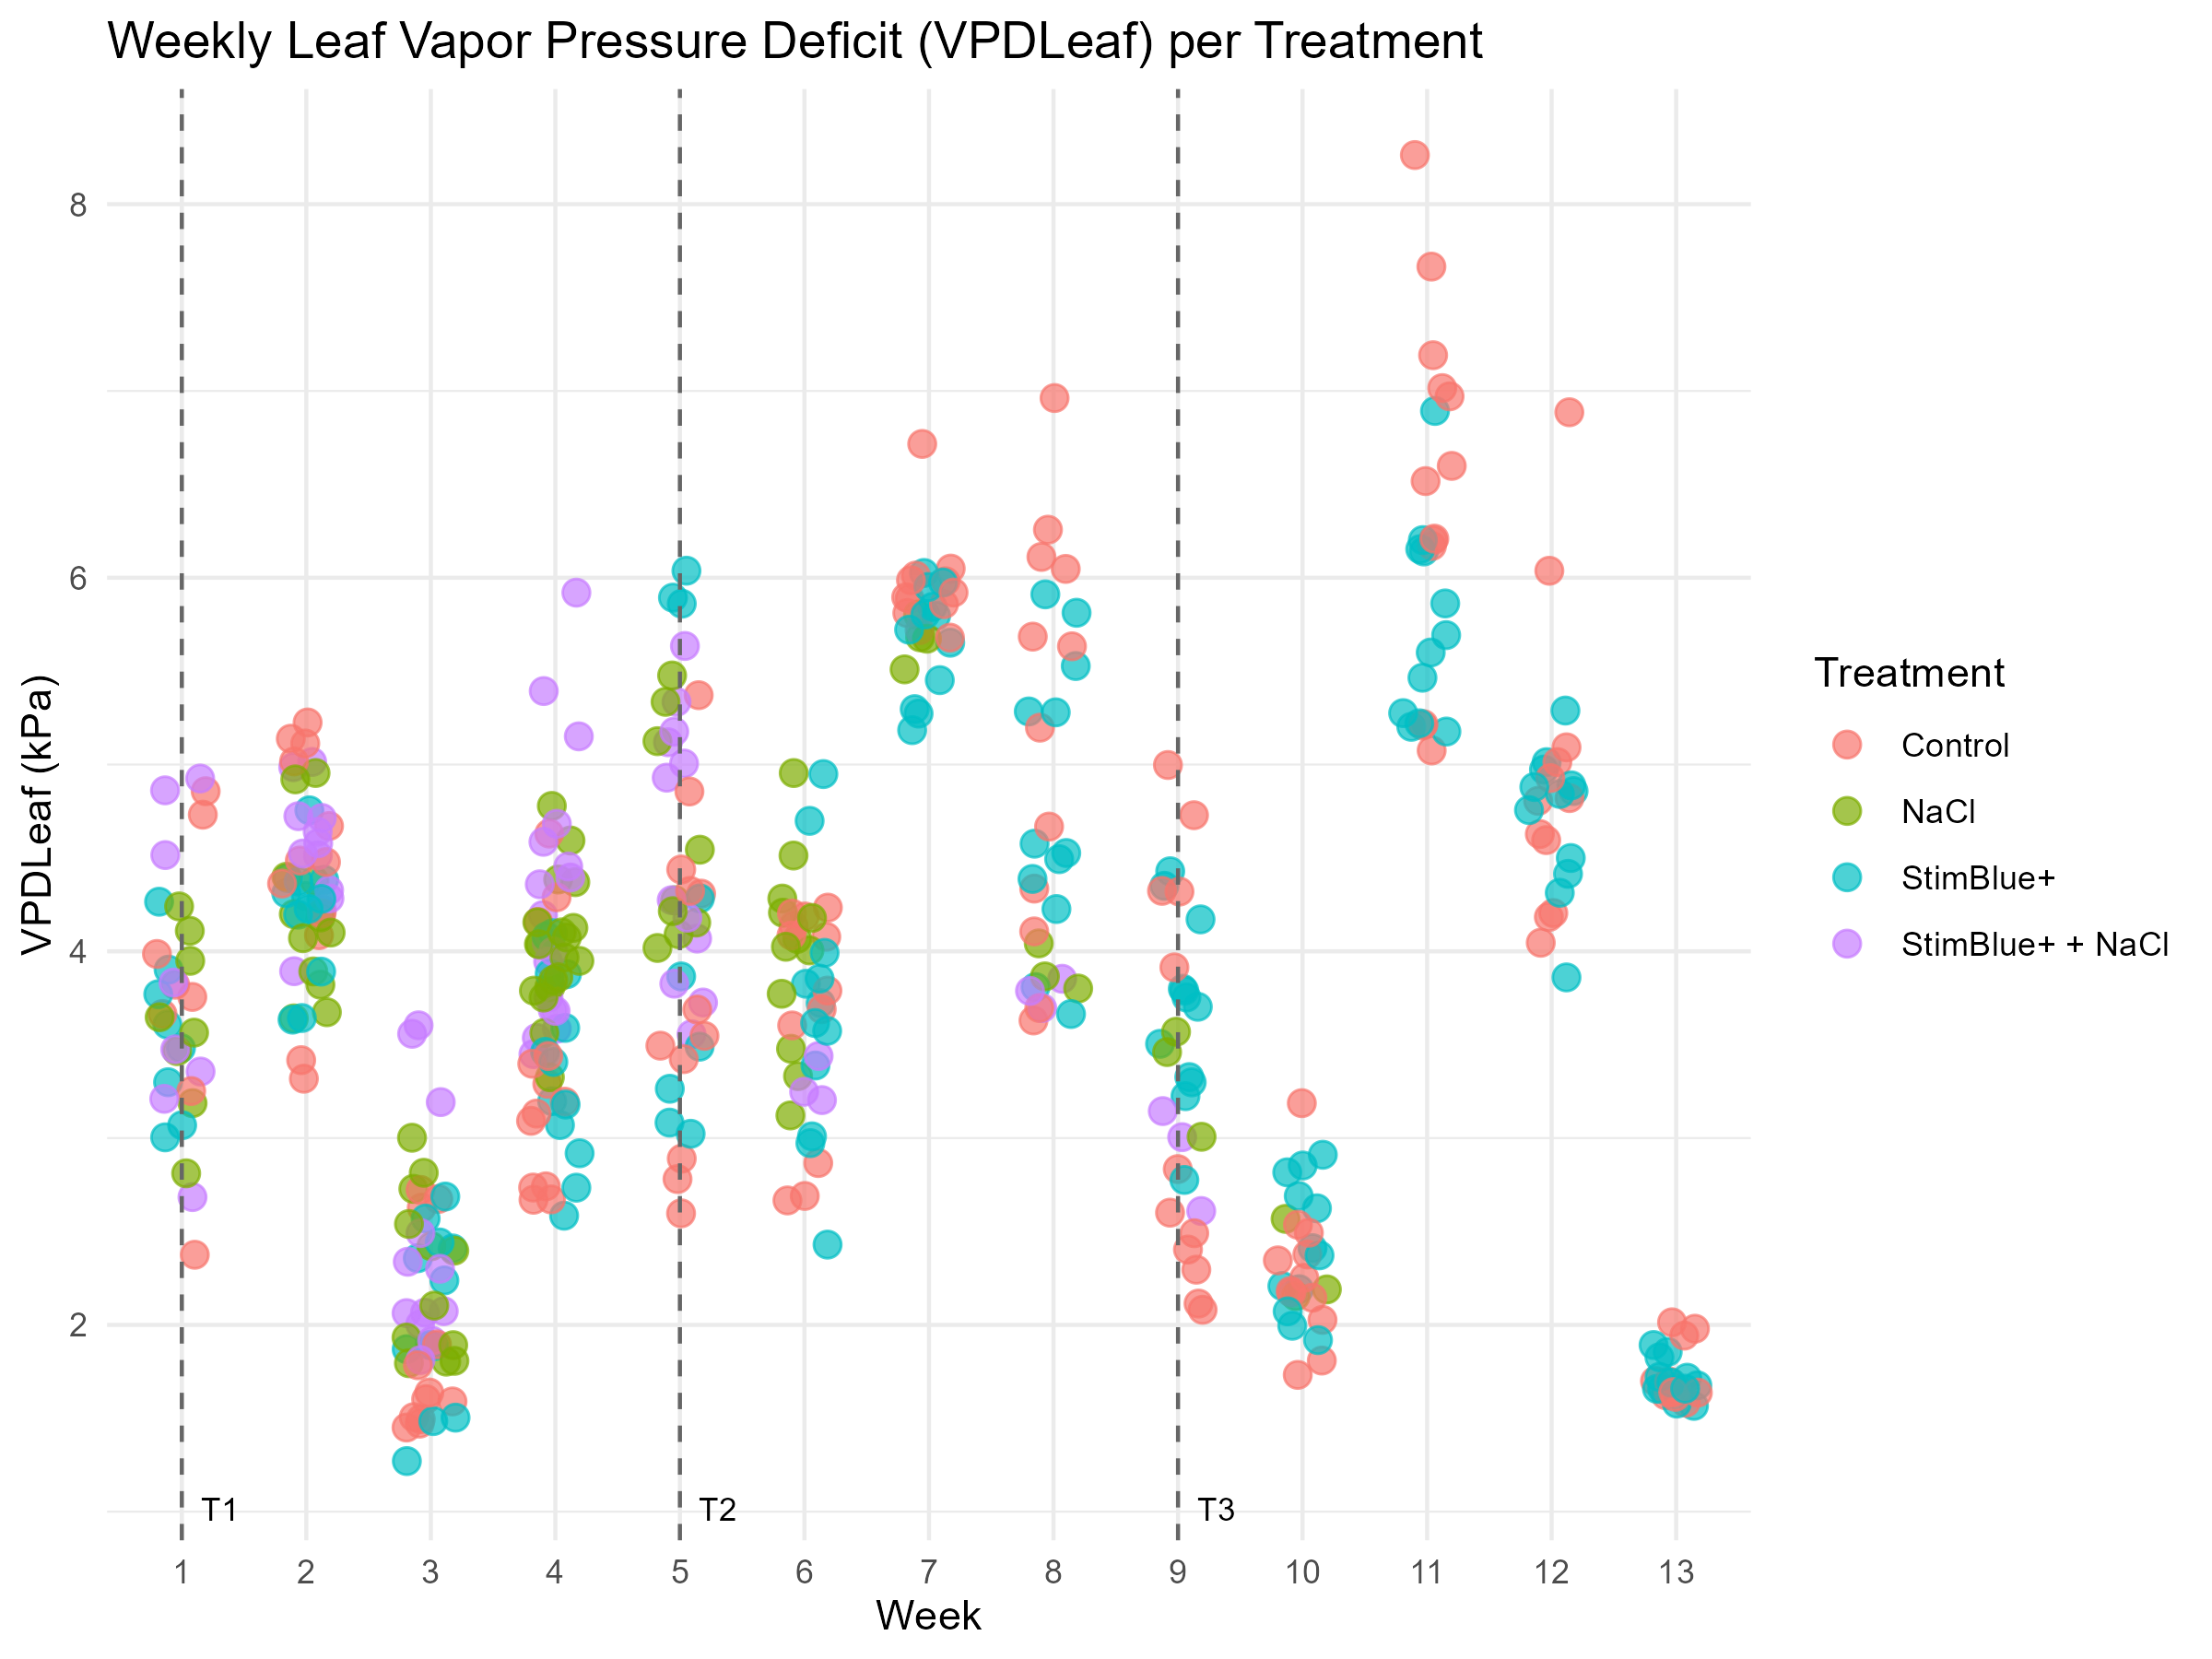 Weekly Leaf Vapor Pressure Deficit (VPDLeaf) per Treatment
VPDLeaf (kPa)
8
6
4
2
T1
T2
T3
1 2 3 4 5 6 7 8 9 10 11 12 13
Week
Treatment
Control
NaCl
StimBlue+
StimBlue+ + NaCl